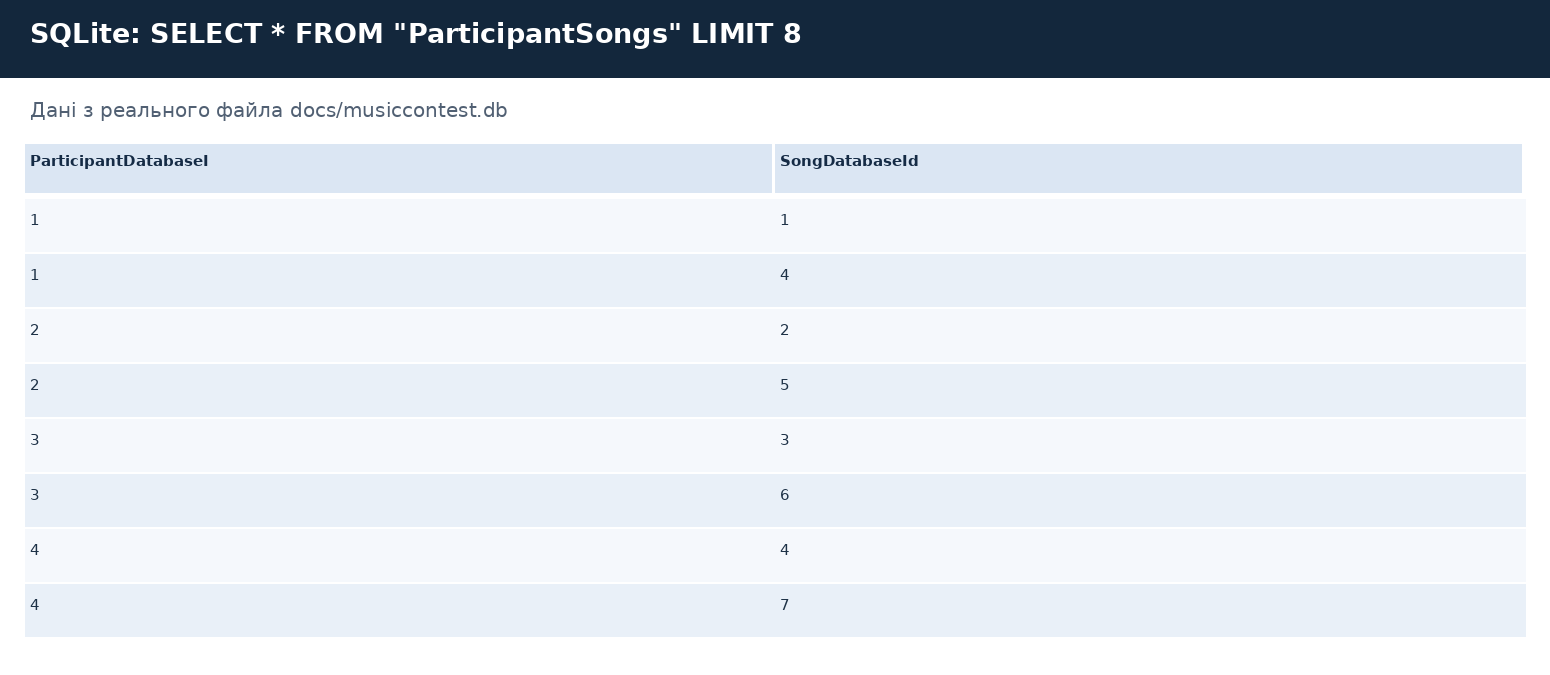 SQLite: SELECT * FROM "ParticipantSongs" LIMIT 8
Дані з реального файла docs/musiccontest.db
ParticipantDatabaseI SongDatabaseId
1 1
1 4
2 2
2 5
3 3
3 6
4 4
4 7